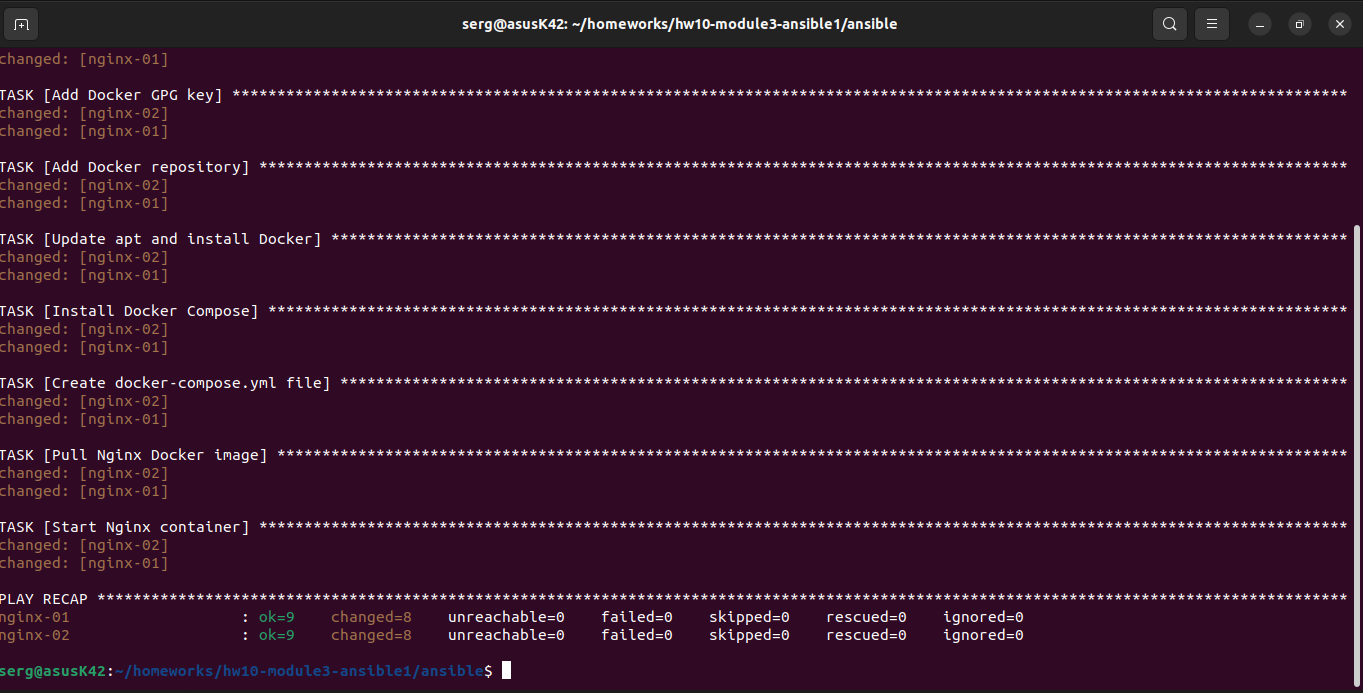 serg@asusK42: ~/homeworks/hw10-module3-ansible1/ansible
changed: [nginx-01]
TASK [Add Docker GPG key] ****************************************************************************************************************************
changed: [nginx-02]
changed: [nginx-01]
TASK [Add Docker repository] *************************************************************************************************************************
changed: [nginx-02]
changed: [nginx-01]
TASK [Update apt and install Docker] *****************************************************************************************************************
changed: [nginx-02]
changed: [nginx-01]
TASK [Install Docker Compose] ************************************************************************************************************************
changed: [nginx-02]
changed: [nginx-01]
TASK [Create docker-compose.yml file] ****************************************************************************************************************
changed: [nginx-02]
changed: [nginx-01]
TASK [Pull Nginx Docker image] ***********************************************************************************************************************
changed: [nginx-02]
changed: [nginx-01]
TASK [Start Nginx container] *************************************************************************************************************************
changed: [nginx-02]
changed: [nginx-01]
PLAY RECAP *******************************************************************************************************************************************
nginx-01                   : ok=9    changed=8    unreachable=0    failed=0    skipped=0    rescued=0    ignored=0
nginx-02                   : ok=9    changed=8    unreachable=0    failed=0    skipped=0    rescued=0    ignored=0
serg@asusK42:~/homeworks/hw10-module3-ansible1/ansible$